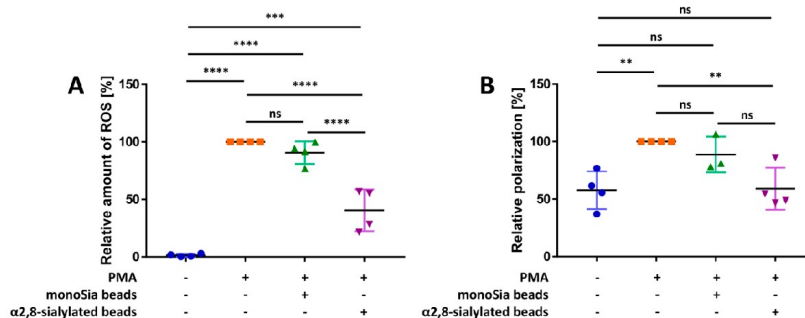 ns
***
ns
****
**
**
****
****
ns
ns
ns
****
A
B
150
100
50
0
Relative amount of ROS [%]
150
100
50
0
Relative polarization [%]
PMA - + + +
monoSia beads - - + -
α2,8-sialylated beads - - - +
PMA - + + +
monoSia beads - - + -
α2,8-sialylated beads - - - +